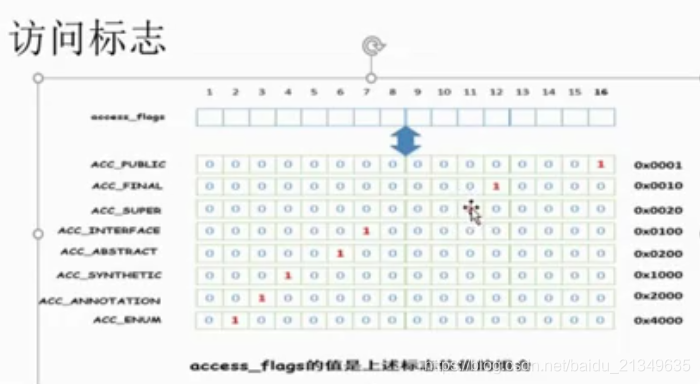 访问标志
1 2 3 4 5 6 7 8 9 10 11 12 13 14 15 16
access_flags
ACC_PUBLIC 0 0 0 0 0 0 0 0 0 0 0 0 0 0 0 1 0x0001
ACC_FINAL 0 0 0 0 0 0 0 0 0 0 0 1 0 0 0 0 0x0010
ACC_SUPER 0 0 0 0 0 0 0 0 0 0 0 0 0 0 0 0x0020
ACC_INTERFACE 0 0 0 0 0 0 1 0 0 0 0 0 0 0 0 0 0x0100
ACC_ABSTRACT 0 0 0 0 0 1 0 0 0 0 0 0 0 0 0 0 0x0200
ACC_SYNTHETIC 0 0 0 1 0 0 0 0 0 0 0 0 0 0 0 0 0x1000
ACC_ANNOTATION 0 0 1 0 0 0 0 0 0 0 0 0 0 0 0 0 0x2000
ACC_ENUM 0 1 0 0 0 0 0 0 0 0 0 0 0 0 0 0 0x4000
access_flags的值是上述标志
https://blog.csdn.net/baidu_21349635